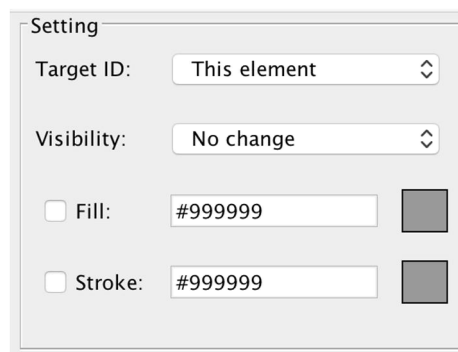 Setting
Target ID: This element
Visibility: No change
Fill: #999999
Stroke: #999999